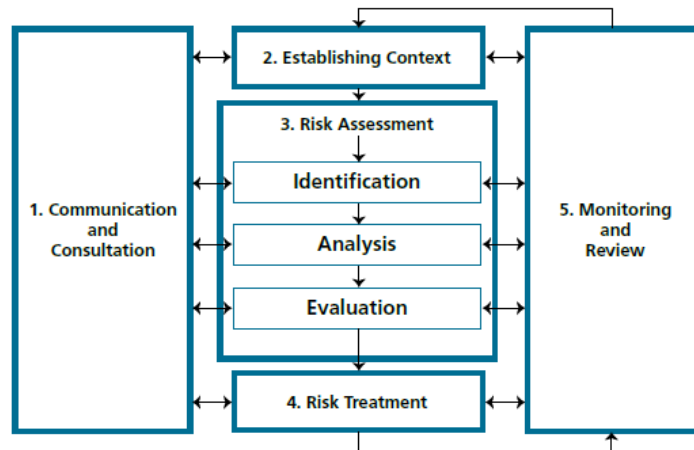 1. Communication
and
Consultation
2. Establishing Context
3. Risk Assessment
Identification
Analysis
Evaluation
4. Risk Treatment
5. Monitoring
and
Review